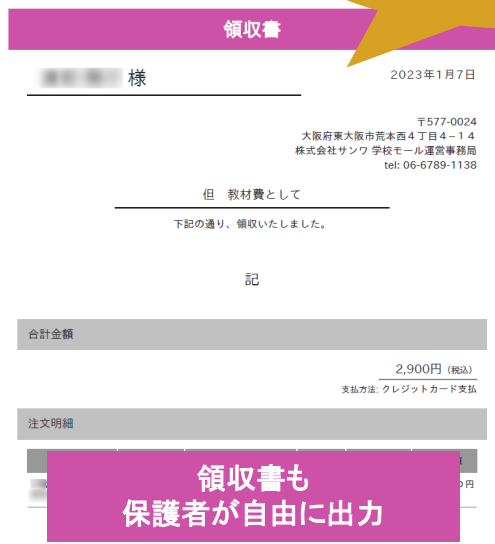 領収書
様
2023年1月7日
〒577-0024
大阪府東大阪市荒本西4丁目4−14
株式会社サンワ 学校モール運営事務局
tel: 06-6789-1138
但　教材費として
下記の通り、領収いたしました。
記
合計金額
2,900円（税込）
支払方法: クレジットカード支払
注文明細
円
領収書も
保護者が自由に出力